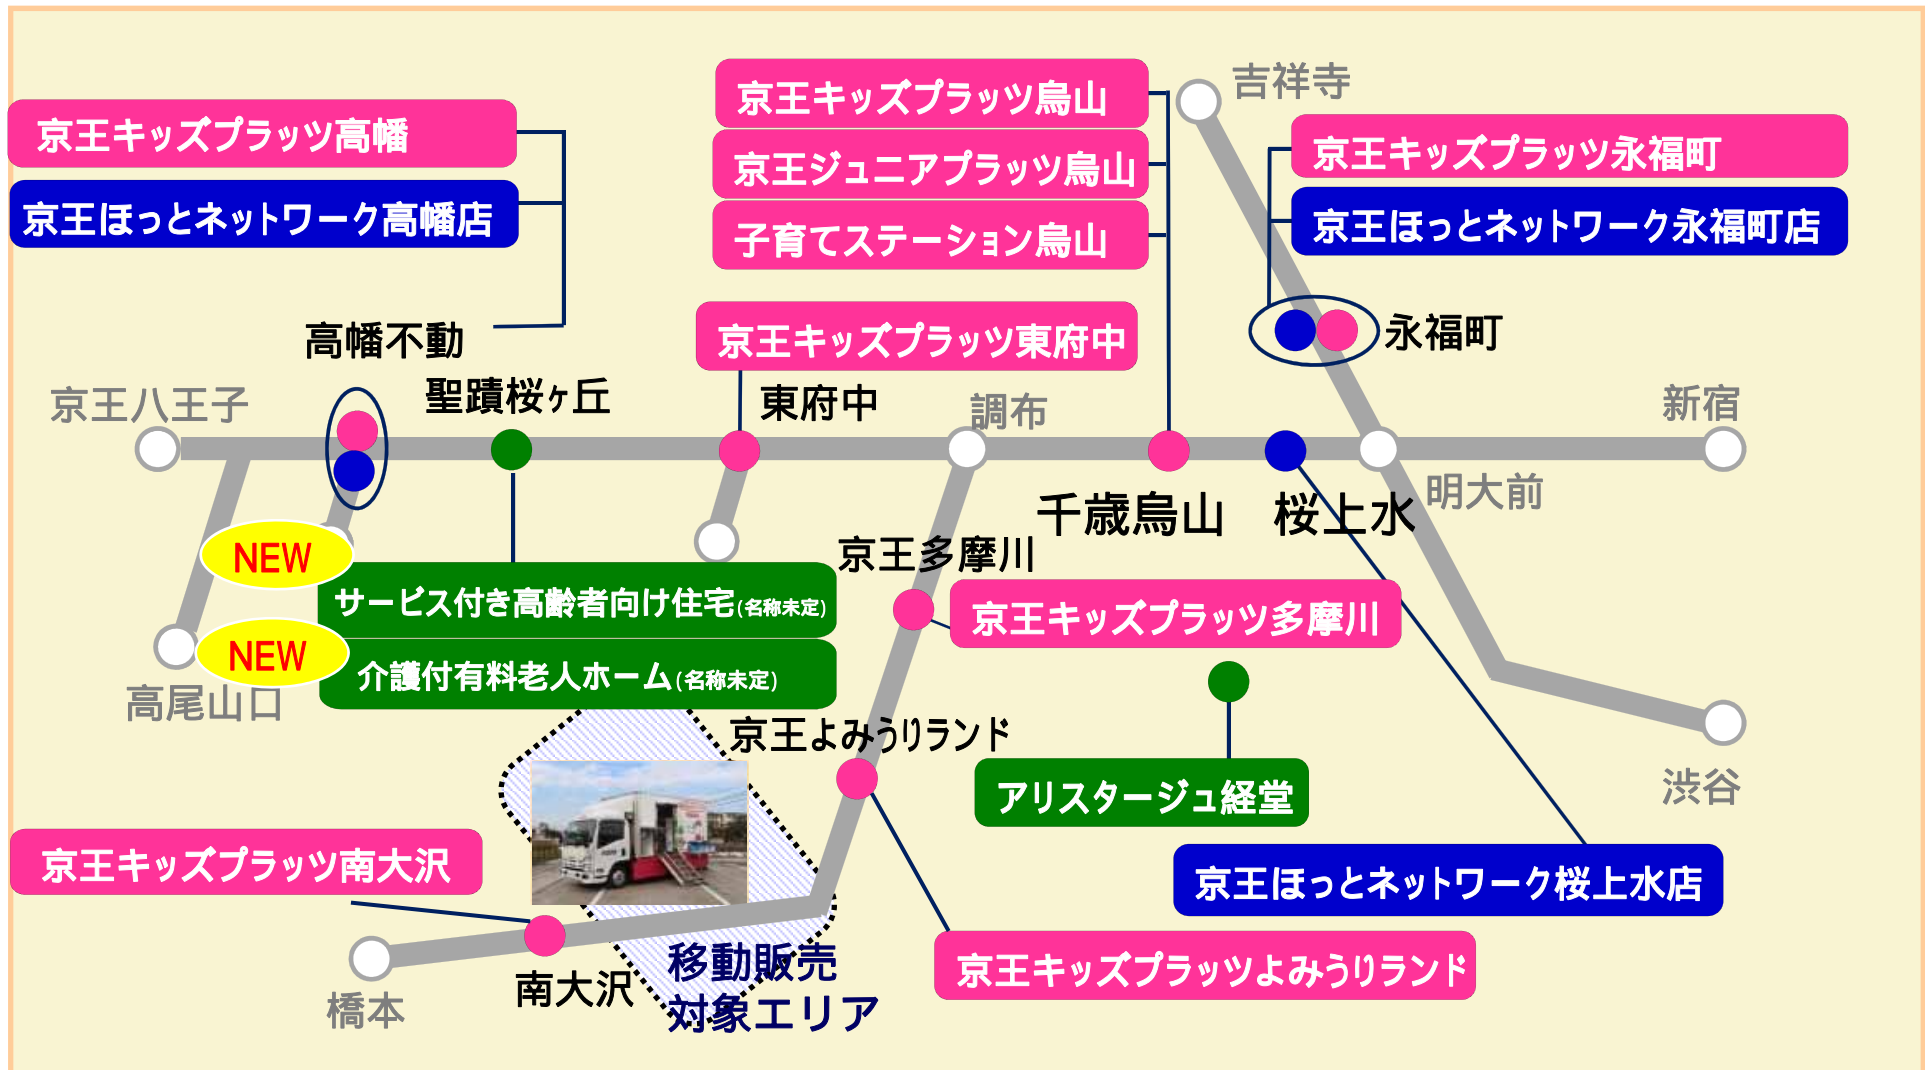 吉祥寺
京王キッズプラッツ烏山
京王キッズプラッツ高幡
京王キッズプラッツ永福町
京王ジュニアプラッツ烏山
京王ほっとネットワーク高幡店
京王ほっとネットワーク永福町店
子育てステーション烏山
高幡不動
京王キッズプラッツ東府中
永福町
京王八王子
聖蹟桜ヶ丘
東府中
調布
新宿
明大前
千歳烏山
桜上水
NEW
京王多摩川
サービス付き高齢者向け住宅(名称未定)
京王キッズプラッツ多摩川
NEW
介護付有料老人ホーム(名称未定)
高尾山口
京王よみうりランド
アリスタージュ経堂
渋谷
京王キッズプラッツ南大沢
京王ほっとネットワーク桜上水店
移動販売
対象エリア
京王キッズプラッツよみうりランド
南大沢
橋本